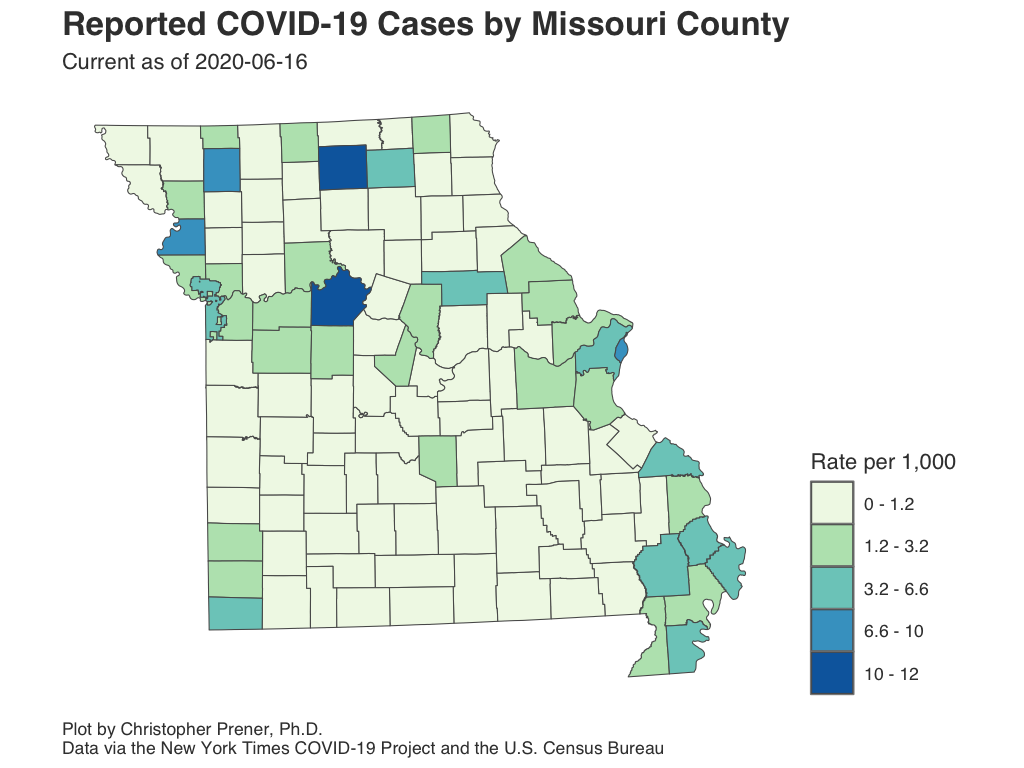 Reported COVID-19 Cases by Missouri County
Current as of 2020-06-16
Rate per 1,000
0 - 1.2
1.2 - 3.2
3.2 - 6.6
6.6 - 10
10 - 12
Plot by Christopher Prener, Ph.D.
Data via the New York Times COVID-19 Project and the U.S. Census Bureau